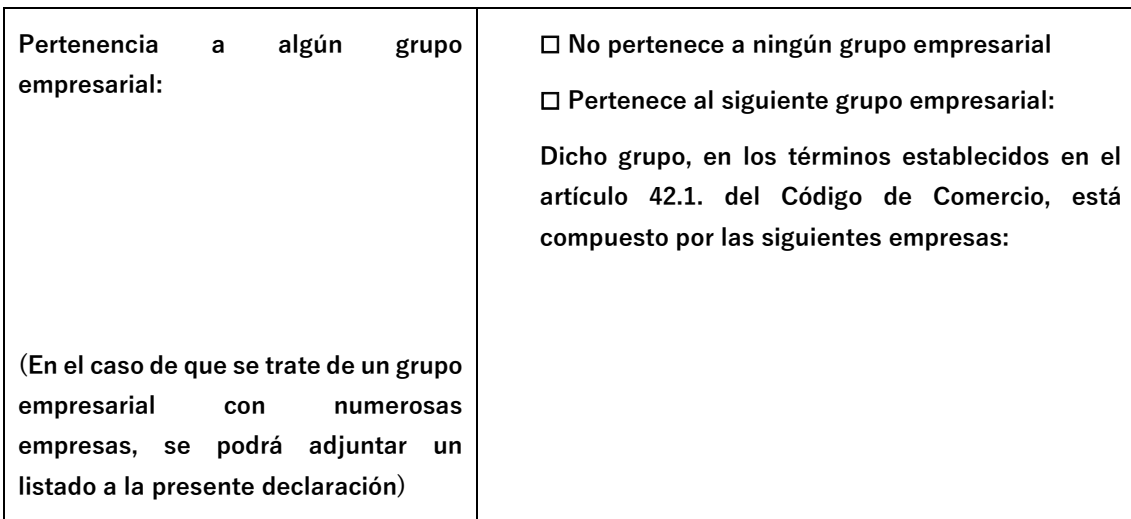 Pertenencia a algún grupo
empresarial:
(En el caso de que se trate de un grupo
empresarial con numerosas
empresas, se podrá adjuntar un
listado a la presente declaración)
☐ No pertenece a ningún grupo empresarial
☐ Pertenece al siguiente grupo empresarial:
Dicho grupo, en los términos establecidos en el
artículo 42.1. del Código de Comercio, está
compuesto por las siguientes empresas: